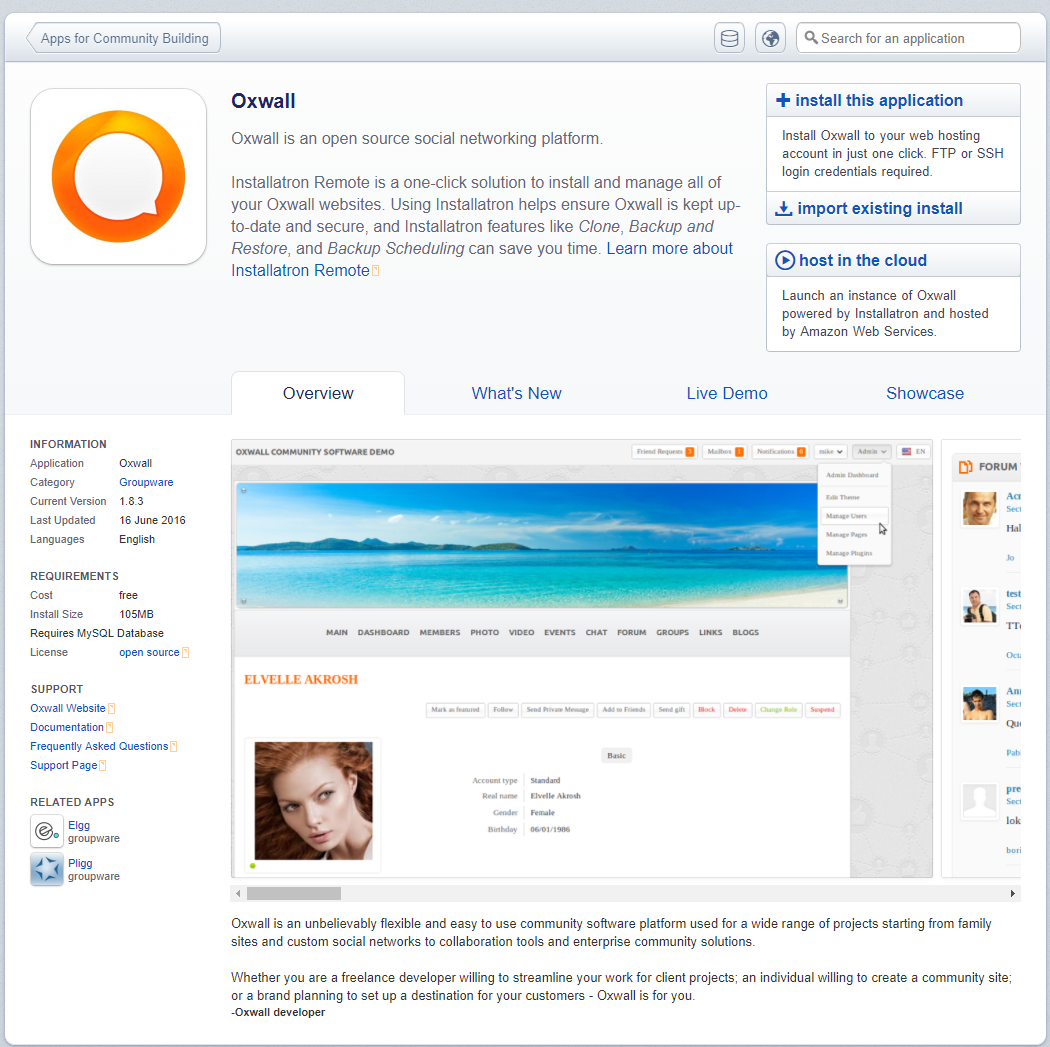 Apps for Community Building
Search for an application
Oxwall
Oxwall is an open source social networking platform.
Installatron Remote is a one-click solution to install and manage all of
your Oxwall websites. Using Installatron helps ensure Oxwall is kept up-
to-date and secure, and Installatron features like Clone, Backup and
Restore, and Backup Scheduling can save you time. Learn more about
Installatron Remote
install this application
Install Oxwall to your web hosting
account in just one click. FTP or SSH
login credentials required.
import existing install
host in the cloud
Launch an instance of Oxwall
powered by Installatron and hosted
by Amazon Web Services.
Overview What's New Live Demo Showcase
INFORMATION
Application Oxwall
Category Groupware
Current Version 1.8.3
Last Updated 16 June 2016
Languages English
REQUIREMENTS
Cost free
Install Size 105MB
Requires MySQL Database
License open source
SUPPORT
Oxwall Website
Documentation
Frequently Asked Questions
Support Page
RELATED APPS
Elgg
groupware
Pligg
groupware
OXWALL COMMUNITY SOFTWARE DEMO
Friend Requests 3 Mailbox 1 Notifications 6 mike Admin EN
Admin Dashboard
Edit Theme
Manage Users
Manage Pages
Manage Plugins
MAIN DASHBOARD MEMBERS PHOTO VIDEO EVENTS CHAT FORUM GROUPS LINKS BLOGS
ELVELLE AKROSH
Mark as featured Follow Send Private Message Add to Friends Send gift Block Delete Change Role Suspend
Basic
Account type Standard
Real name Elvelle Akrosh
Gender Female
Birthday 06/01/1986
FORUM
Sect
Hal
Jo
test
Sect
Octa
Sect
Que
Pabl
pre
Sect
lok
bori
Oxwall is an unbelievably flexible and easy to use community software platform used for a wide range of projects starting from family
sites and custom social networks to collaboration tools and enterprise community solutions.
Whether you are a freelance developer willing to streamline your work for client projects; an individual willing to create a community site;
or a brand planning to set up a destination for your customers - Oxwall is for you.
-Oxwall developer